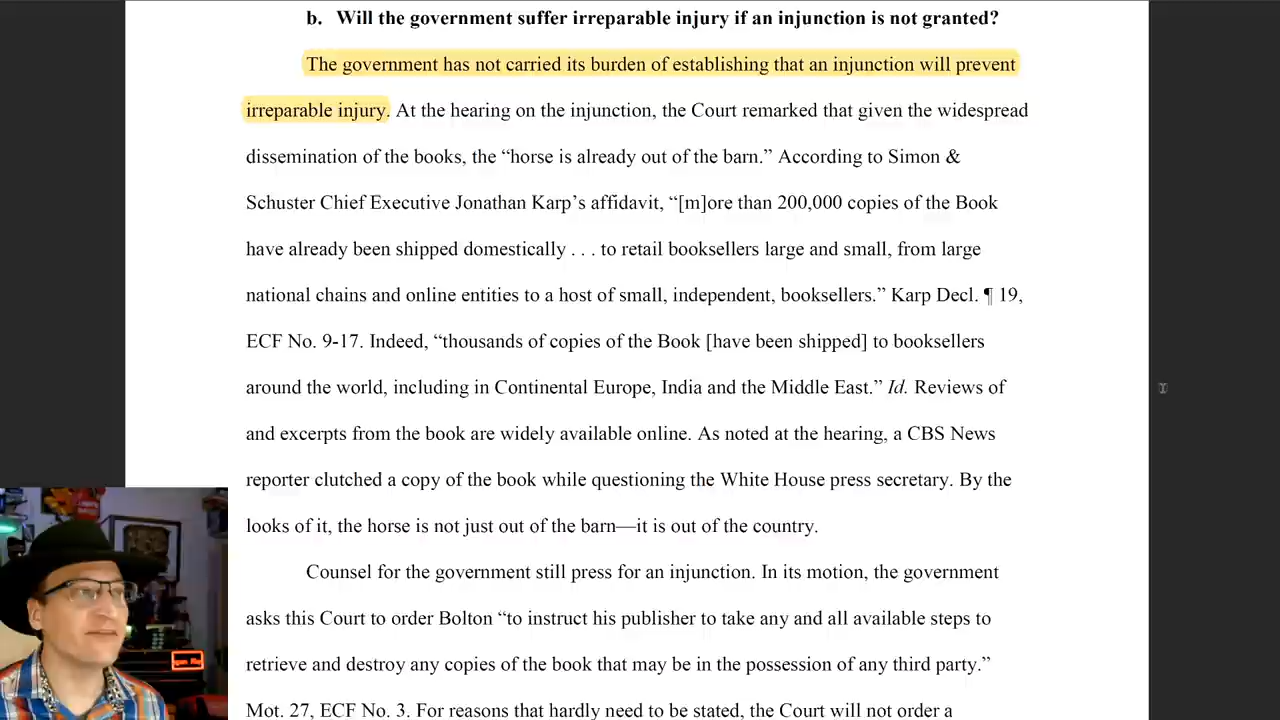 b. Will the government suffer irreparable injury if an injunction is not granted?
The government has not carried its burden of establishing that an injunction will prevent
irreparable injury. At the hearing on the injunction, the Court remarked that given the widespread
dissemination of the books, the “horse is already out of the barn.” According to Simon &
Schuster Chief Executive Jonathan Karp’s affidavit, “[m]ore than 200,000 copies of the Book
have already been shipped domestically . . . to retail booksellers large and small, from large
national chains and online entities to a host of small, independent, booksellers.” Karp Decl. ¶ 19,
ECF No. 9-17. Indeed, “thousands of copies of the Book [have been shipped] to booksellers
around the world, including in Continental Europe, India and the Middle East.” Id. Reviews of
and excerpts from the book are widely available online. As noted at the hearing, a CBS News
reporter clutched a copy of the book while questioning the White House press secretary. By the
looks of it, the horse is not just out of the barn—it is out of the country.
Counsel for the government still press for an injunction. In its motion, the government
asks this Court to order Bolton “to instruct his publisher to take any and all available steps to
retrieve and destroy any copies of the book that may be in the possession of any third party.”
Mot. 27, ECF No. 3. For reasons that hardly need to be stated, the Court will not order a